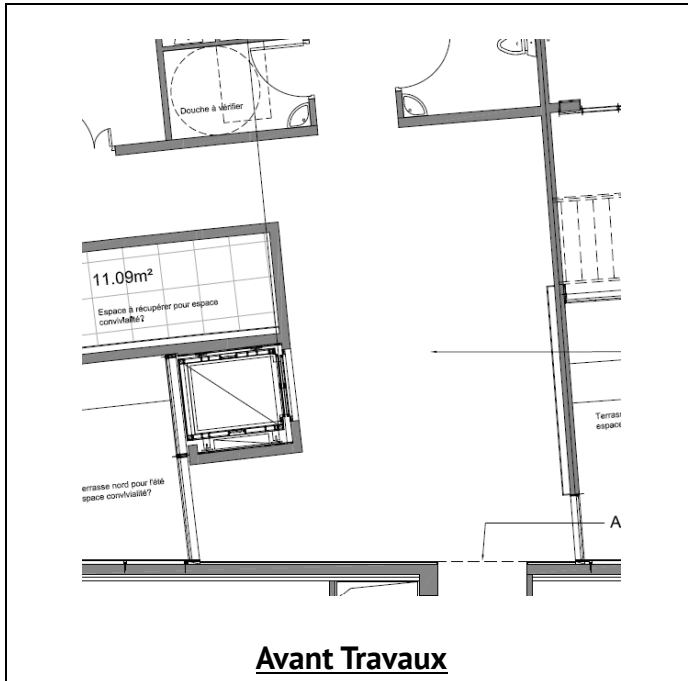 Douche à vérifier
11.09m²
Espace à récupérer pour espace
convivialité?
Terrass
espace
errasse nord pour l'été
space convivialité?
A
Avant Travaux